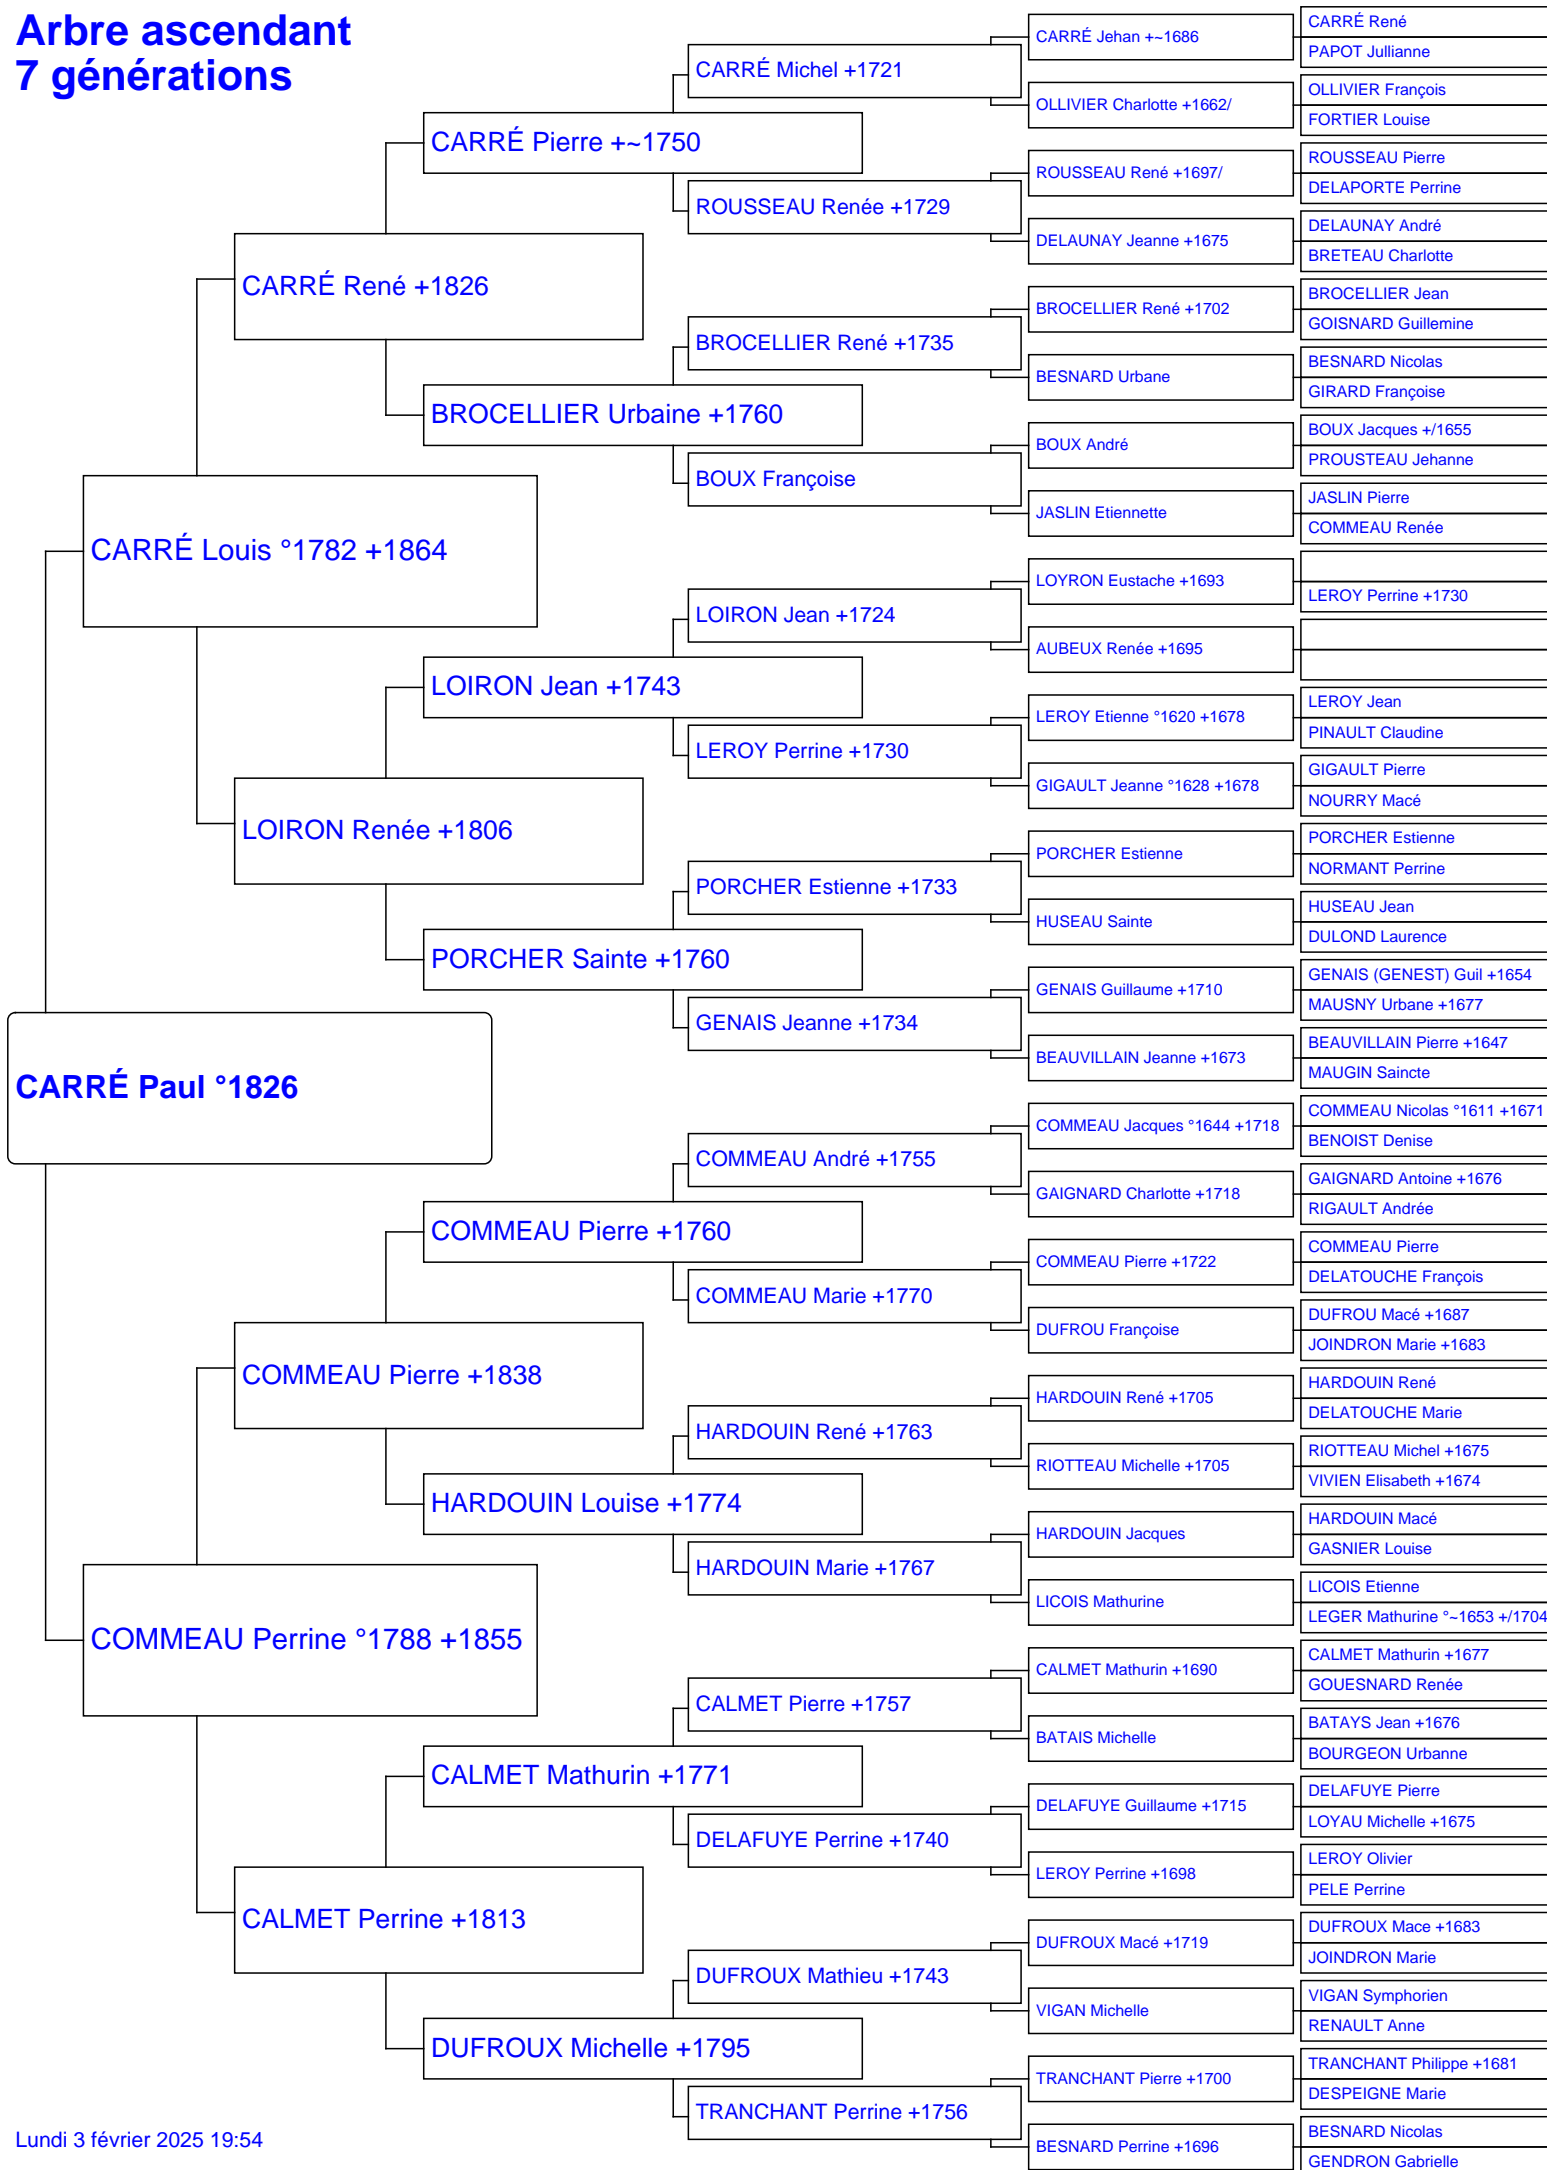 Arbre ascendant
7 générations
CARRÉ Paul °1826
CARRÉ Louis °1782 +1864
COMMEAU Perrine °1788 +1855
CARRÉ René +1826
LOIRON Renée +1806
COMMEAU Pierre +1838
CALMET Perrine +1813
CARRÉ Pierre +~1750
BROCELLIER Urbaine +1760
LOIRON Jean +1743
PORCHER Sainte +1760
COMMEAU Pierre +1760
HARDOUIN Louise +1774
CALMET Mathurin +1771
DUFROUX Michelle +1795
CARRÉ Michel +1721
ROUSSEAU Renée +1729
BROCELLIER René +1735
BOUX Françoise
LOIRON Jean +1724
LEROY Perrine +1730
PORCHER Estienne +1733
GENAIS Jeanne +1734
COMMEAU André +1755
COMMEAU Marie +1770
HARDOUIN René +1763
HARDOUIN Marie +1767
CALMET Pierre +1757
DELAFUYE Perrine +1740
DUFROUX Mathieu +1743
TRANCHANT Perrine +1756
CARRÉ Jehan +~1686
OLLIVIER Charlotte +1662/
ROUSSEAU René +1697/
DELAUNAY Jeanne +1675
BROCELLIER René +1702
BESNARD Urbane
BOUX André
JASLIN Etiennette
LOYRON Eustache +1693
AUBEUX Renée +1695
LEROY Etienne °1620 +1678
GIGAULT Jeanne °1628 +1678
PORCHER Estienne
HUSEAU Sainte
GENAIS Guillaume +1710
BEAUVILLAIN Jeanne +1673
COMMEAU Jacques °1644 +1718
GAIGNARD Charlotte +1718
COMMEAU Pierre +1722
DUFROU Françoise
HARDOUIN René +1705
RIOTTEAU Michelle +1705
HARDOUIN Jacques
LICOIS Mathurine
CALMET Mathurin +1690
BATAIS Michelle
DELAFUYE Guillaume +1715
LEROY Perrine +1698
DUFROUX Macé +1719
VIGAN Michelle
TRANCHANT Pierre +1700
BESNARD Perrine +1696
CARRÉ René
PAPOT Jullianne
OLLIVIER François
FORTIER Louise
ROUSSEAU Pierre
DELAPORTE Perrine
DELAUNAY André
BRETEAU Charlotte
BROCELLIER Jean
GOISNARD Guillemine
BESNARD Nicolas
GIRARD Françoise
BOUX Jacques +/1655
PROUSTEAU Jehanne
JASLIN Pierre
COMMEAU Renée
LEROY Perrine +1730
LEROY Jean
PINAULT Claudine
GIGAULT Pierre
NOURRY Macé
PORCHER Estienne
NORMANT Perrine
HUSEAU Jean
DULOND Laurence
GENAIS (GENEST) Guil +1654
MAUSNY Urbane +1677
BEAUVILLAIN Pierre +1647
MAUGIN Saincte
COMMEAU Nicolas °1611 +1671
BENOIST Denise
GAIGNARD Antoine +1676
RIGAULT Andrée
COMMEAU Pierre
DELATOUCHE François
DUFROU Macé +1687
JOINDRON Marie +1683
HARDOUIN René
DELATOUCHE Marie
RIOTTEAU Michel +1675
VIVIEN Elisabeth +1674
HARDOUIN Macé
GASNIER Louise
LICOIS Etienne
LEGER Mathurine °~1653 +/1704
CALMET Mathurin +1677
GOUESNARD Renée
BATAYS Jean +1676
BOURGEON Urbanne
DELAFUYE Pierre
LOYAU Michelle +1675
LEROY Olivier
PELE Perrine
DUFROUX Mace +1683
JOINDRON Marie
VIGAN Symphorien
RENAULT Anne
TRANCHANT Philippe +1681
DESPEIGNE Marie
BESNARD Nicolas
GENDRON Gabrielle
Lundi 3 février 2025 19:54